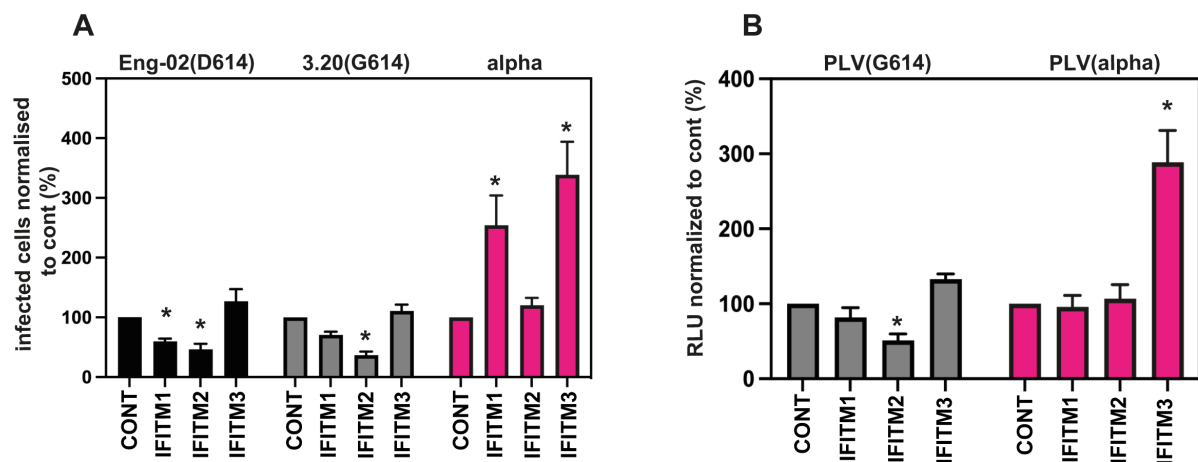 A
Eng-02(D614) 3.20(G614) alpha
infected cells normalised
to cont (%)
500
400
300
200
100
0
* * * * *
CONT IFITM1 IFITM2 IFITM3 CONT IFITM1 IFITM2 IFITM3 CONT IFITM1 IFITM2 IFITM3
B
PLV(G614) PLV(alpha)
RLU normalized to cont (%)
400
300
200
100
0
* *
CONT IFITM1 IFITM2 IFITM3 CONT IFITM1 IFITM2 IFITM3